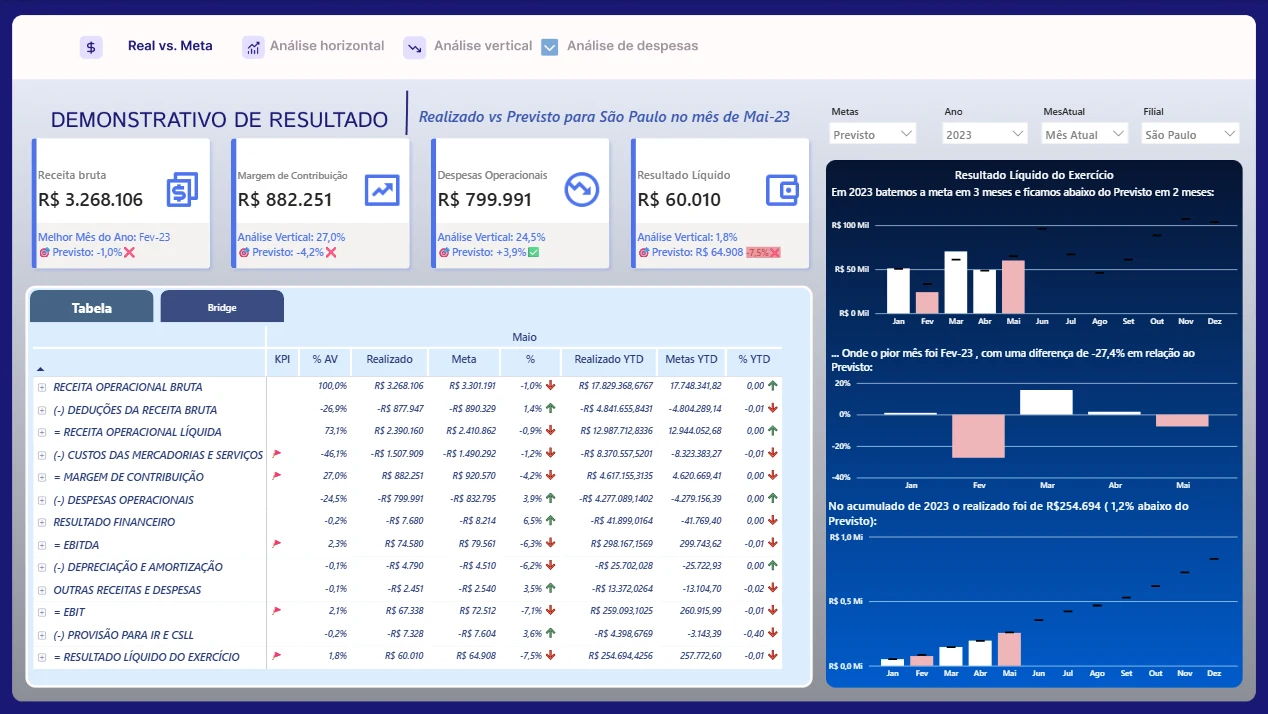 $ Real vs. Meta Análise horizontal Análise vertical Análise de despesas
DEMONSTRATIVO DE RESULTADO
Realizado vs Previsto para São Paulo no mês de Mai-23
Metas Ano MesAtual Filial
Previsto 2023 Mês Atual São Paulo
Receita bruta
R$ 3.268.106
Melhor Mês do Ano: Fev-23
🎯 Previsto: -1,0%❌
Margem de Contribuição
R$ 882.251
Análise Vertical: 27,0%
🎯 Previsto: -4,2%❌
Despesas Operacionais
R$ 799.991
Análise Vertical: 24,5%
🎯 Previsto: +3,9%✅
Resultado Líquido
R$ 60.010
Análise Vertical: 1,8%
🎯 Previsto: R$ 64.908 -7,5%❌
Tabela Bridge
Maio
KPI % AV Realizado Meta % Realizado YTD Metas YTD % YTD
RECEITA OPERACIONAL BRUTA 100,0% R$ 3.268.106 R$ 3.301.191 -1,0% R$ 17.829.368,6767 17.748.341,82 0,00
(-) DEDUÇÕES DA RECEITA BRUTA -26,9% -R$ 877.947 -R$ 890.329 1,4% -R$ 4.841.655,8431 -4.804.289,14 -0,01
= RECEITA OPERACIONAL LÍQUIDA 73,1% R$ 2.390.160 R$ 2.410.862 -0,9% R$ 12.987.712,8336 12.944.052,68 0,00
(-) CUSTOS DAS MERCADORIAS E SERVIÇOS -46,1% -R$ 1.507.909 -R$ 1.490.292 -1,2% -R$ 8.370.557,5201 -8.323.383,27 -0,01
= MARGEM DE CONTRIBUIÇÃO 27,0% R$ 882.251 R$ 920.570 -4,2% R$ 4.617.155,3135 4.620.669,41 0,00
(-) DESPESAS OPERACIONAIS -24,5% -R$ 799.991 -R$ 832.795 3,9% -R$ 4.277.089,1402 -4.279.156,39 0,00
RESULTADO FINANCEIRO -0,2% -R$ 7.680 -R$ 8.214 6,5% -R$ 41.899,0164 -41.769,40 0,00
= EBITDA 2,3% R$ 74.580 R$ 79.561 -6,3% R$ 298.167,1569 299.743,62 -0,01
(-) DEPRECIAÇÃO E AMORTIZAÇÃO -0,1% -R$ 4.790 -R$ 4.510 -6,2% -R$ 25.702,028 -25.722,93 0,00
OUTRAS RECEITAS E DESPESAS -0,1% -R$ 2.451 -R$ 2.540 3,5% -R$ 13.372,0264 -13.104,70 -0,02
= EBIT 2,1% R$ 67.338 R$ 72.512 -7,1% R$ 259.093,1025 260.915,99 -0,01
(-) PROVISÃO PARA IR E CSLL -0,2% -R$ 7.328 -R$ 7.604 3,6% -R$ 4.398,6769 -3.143,39 -0,40
= RESULTADO LÍQUIDO DO EXERCÍCIO 1,8% R$ 60.010 R$ 64.908 -7,5% R$ 254.694,4256 257.772,60 -0,01
Resultado Líquido do Exercício
Em 2023 batemos a meta em 3 meses e ficamos abaixo do Previsto em 2 meses:
R$ 100 Mil
R$ 50 Mil
R$ 0 Mil
Jan Fev Mar Abr Mai Jun Jul Ago Set Out Nov Dez
... Onde o pior mês foi Fev-23 , com uma diferença de -27,4% em relação ao
Previsto:
20%
0%
-20%
-40%
Jan Fev Mar Abr Mai
No acumulado de 2023 o realizado foi de R$254.694 ( 1,2% abaixo do
Previsto):
R$ 1,0 Mi
R$ 0,5 Mi
R$ 0,0 Mi
Jan Fev Mar Abr Mai Jun Jul Ago Set Out Nov Dez